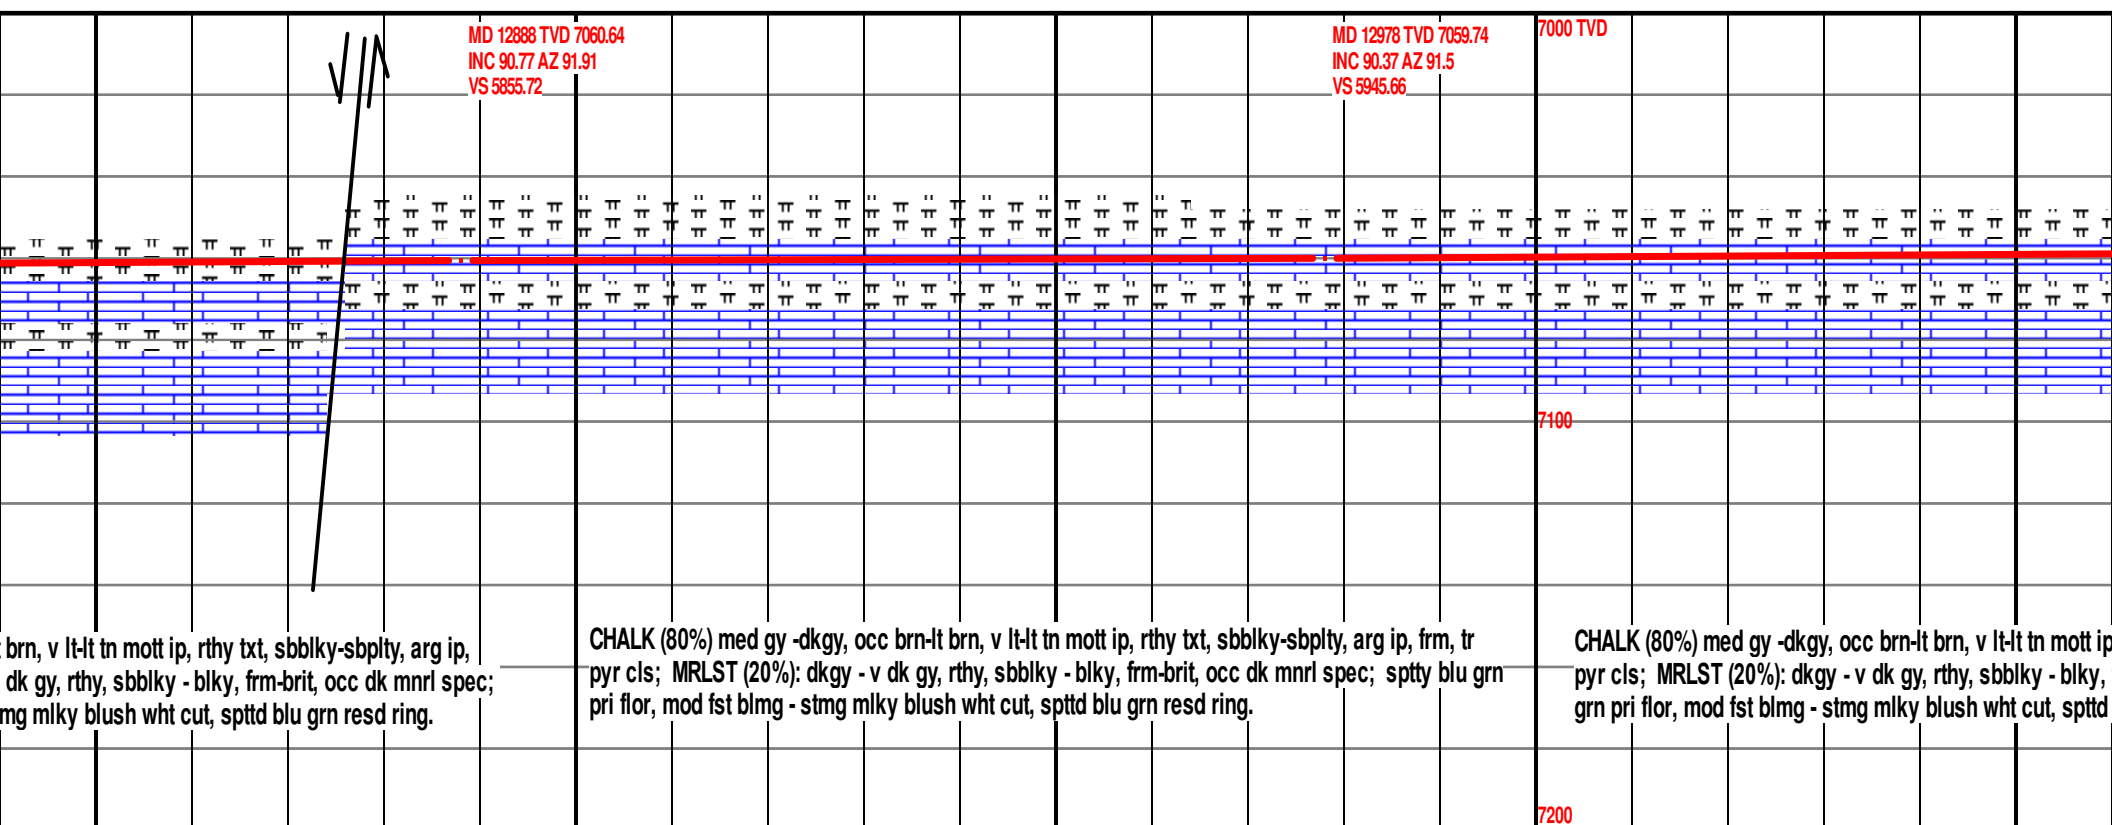 MD 12888 TVD 7060.64
INC 90.77 AZ 91.91
VS 5855.72
MD 12978 TVD 7059.74
INC 90.37 AZ 91.5
VS 5945.66
7000 TVD
7100
brn, v lt-lt tn mott ip, rthy txt, sbblky-sbplty, arg ip,
dk gy, rthy, sbblky - blky, frm-brit, occ dk mnrl spec;
mg mlky blush wht cut, spttd blu grn resd ring.
CHALK (80%) med gy -dkgy, occ brn-lt brn, v lt-lt tn mott ip, rthy txt, sbblky-sbplty, arg ip, frm, tr
pyr cls;  MRLST (20%): dkgy - v dk gy, rthy, sbblky - blky, frm-brit, occ dk mnrl spec;  sptty blu grn
pri flor, mod fst blmg - stmg mlky blush wht cut, spttd blu grn resd ring.
CHALK (80%) med gy -dkgy, occ brn-lt brn, v lt-lt tn mott ip
pyr cls;  MRLST (20%): dkgy - v dk gy, rthy, sbblky - blky,
grn pri flor, mod fst blmg - stmg mlky blush wht cut, spttd
7200